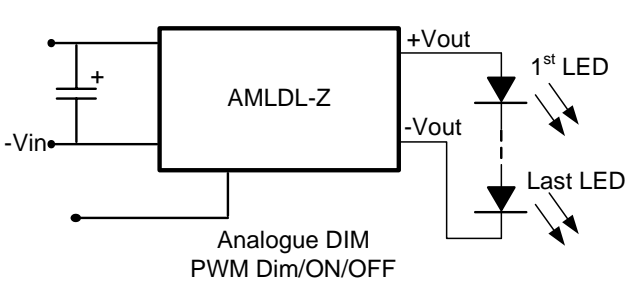 +Vout
1st LED
+
AMLDL-Z
-Vout
-Vin
Last LED
Analogue DIM
PWM Dim/ON/OFF